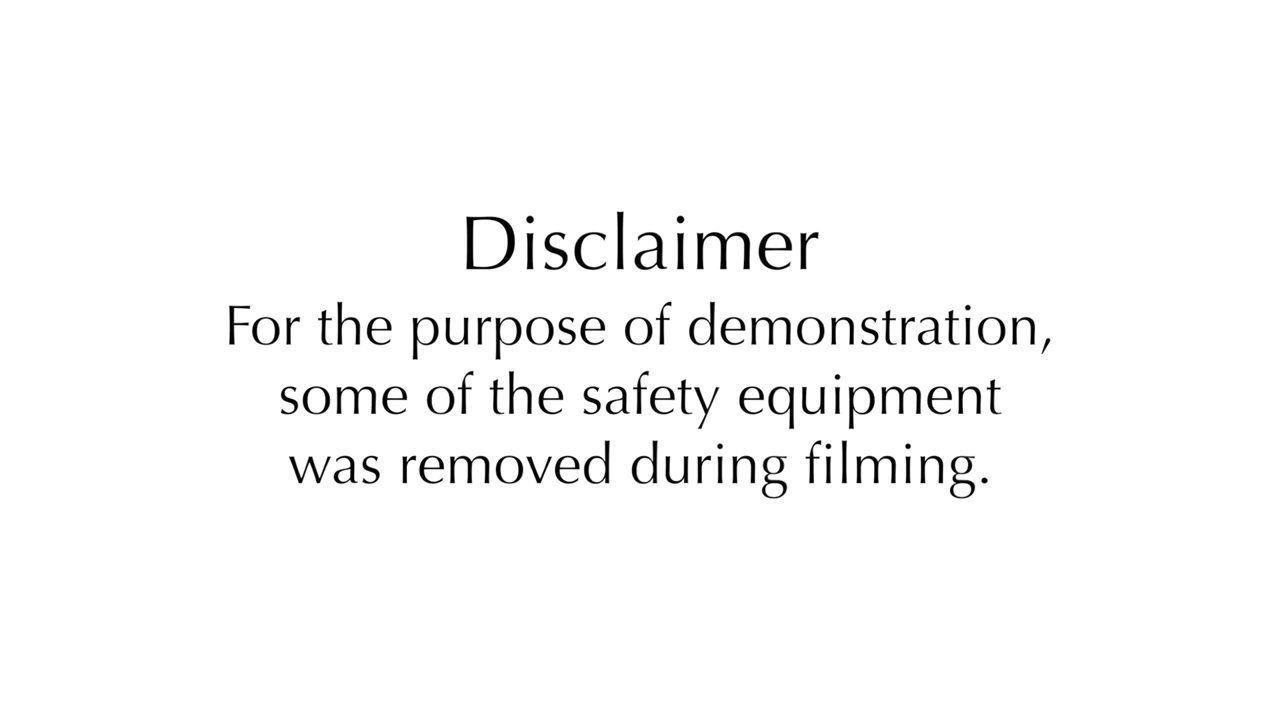 Disclaimer
For the purpose of demonstration,
some of the safety equipment
was removed during filming.